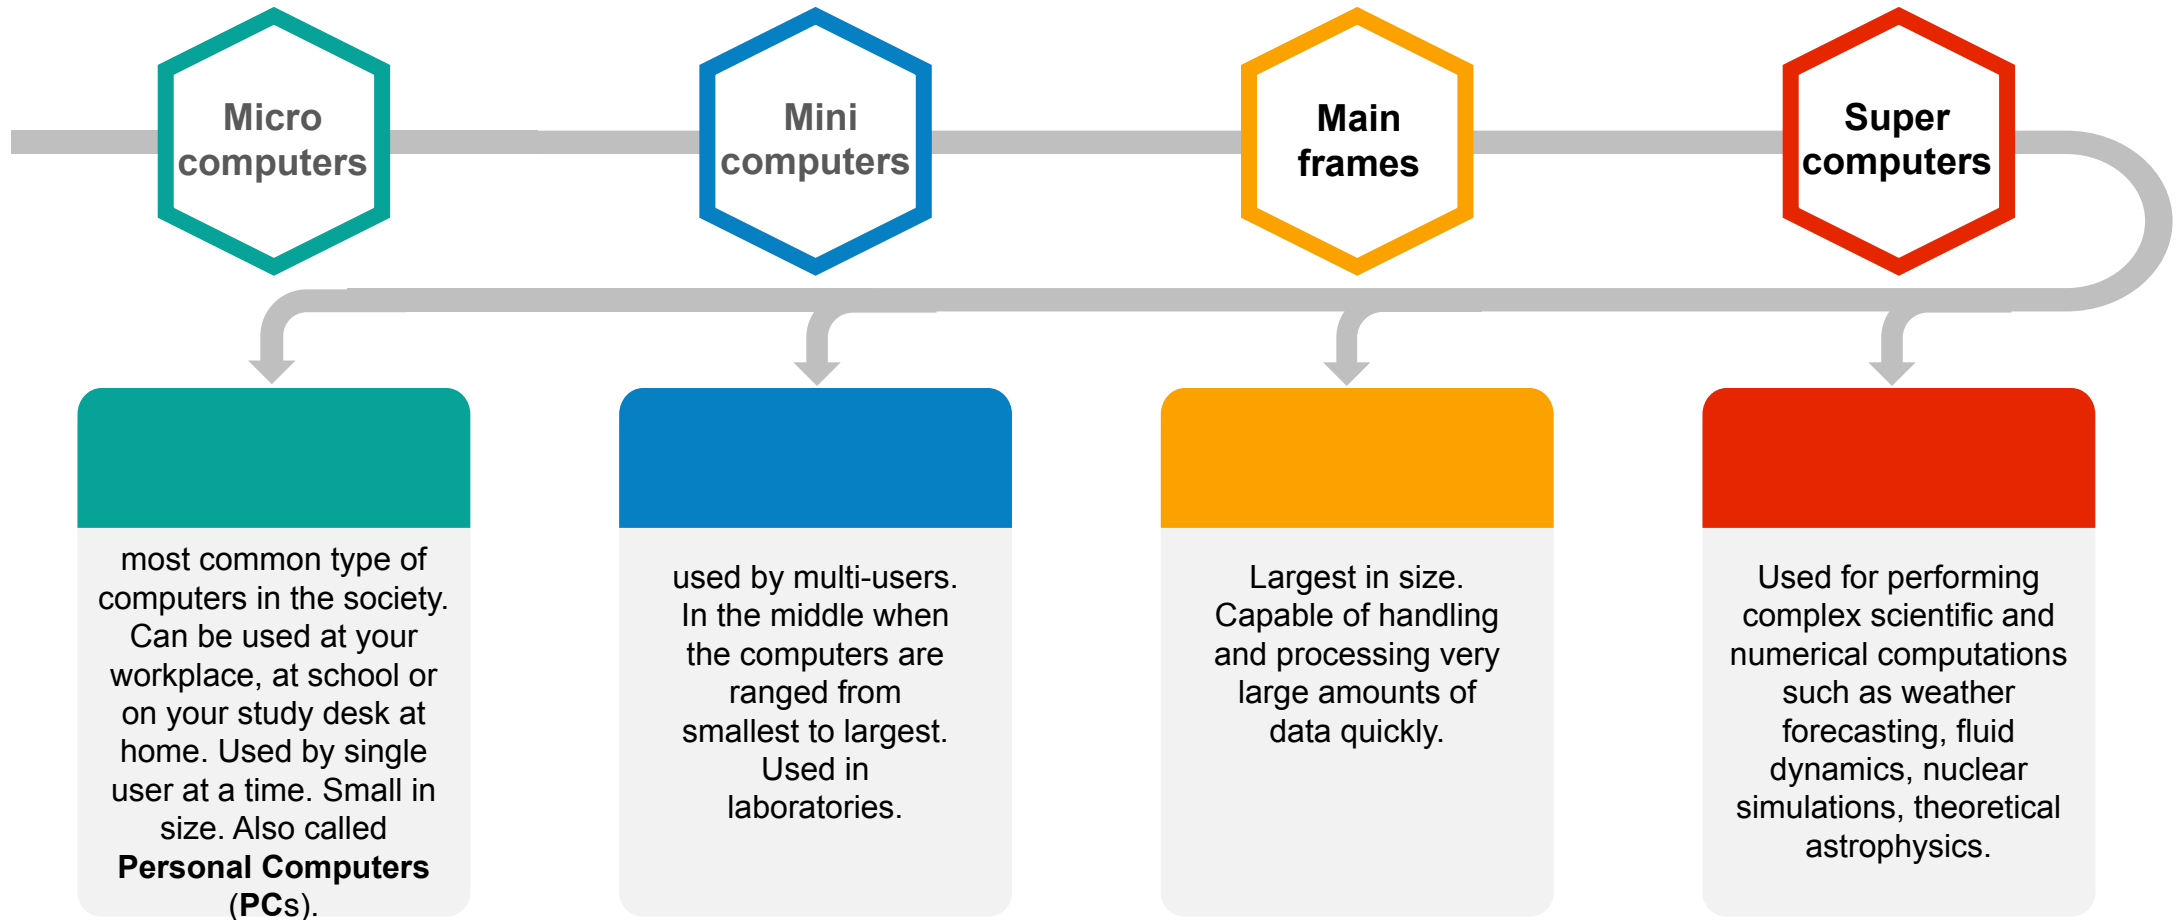 Micro
computers
Mini
computers
Main
frames
Super
computers
most common type of
computers in the society.
Can be used at your
workplace, at school or
on your study desk at
home. Used by single
user at a time. Small in
size. Also called
Personal Computers
(PCs).
used by multi-users.
In the middle when
the computers are
ranged from
smallest to largest.
Used in
laboratories.
Largest in size.
Capable of handling
and processing very
large amounts of
data quickly.
Used for performing
complex scientific and
numerical computations
such as weather
forecasting, fluid
dynamics, nuclear
simulations, theoretical
astrophysics.